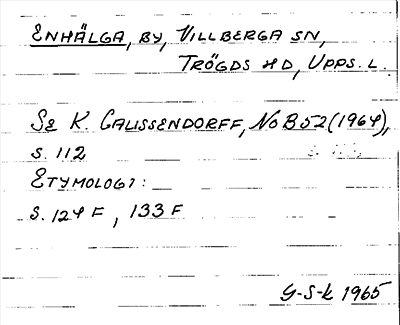 ENHÄLGA, BY, VILLBERGA SN,
TRÖGDS HD, UPPS. L.
SE K. CALISSENDORFF, NOB 52 (1964),
S. 112
ETYMOLOGI:
S. 124 F, 133 F
G-S-K 1965